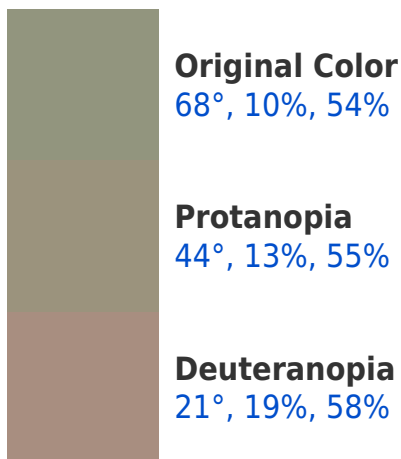 Original Color
68°, 10%, 54%
Protanopia
44°, 13%, 55%
Deuteranopia
21°, 19%, 58%